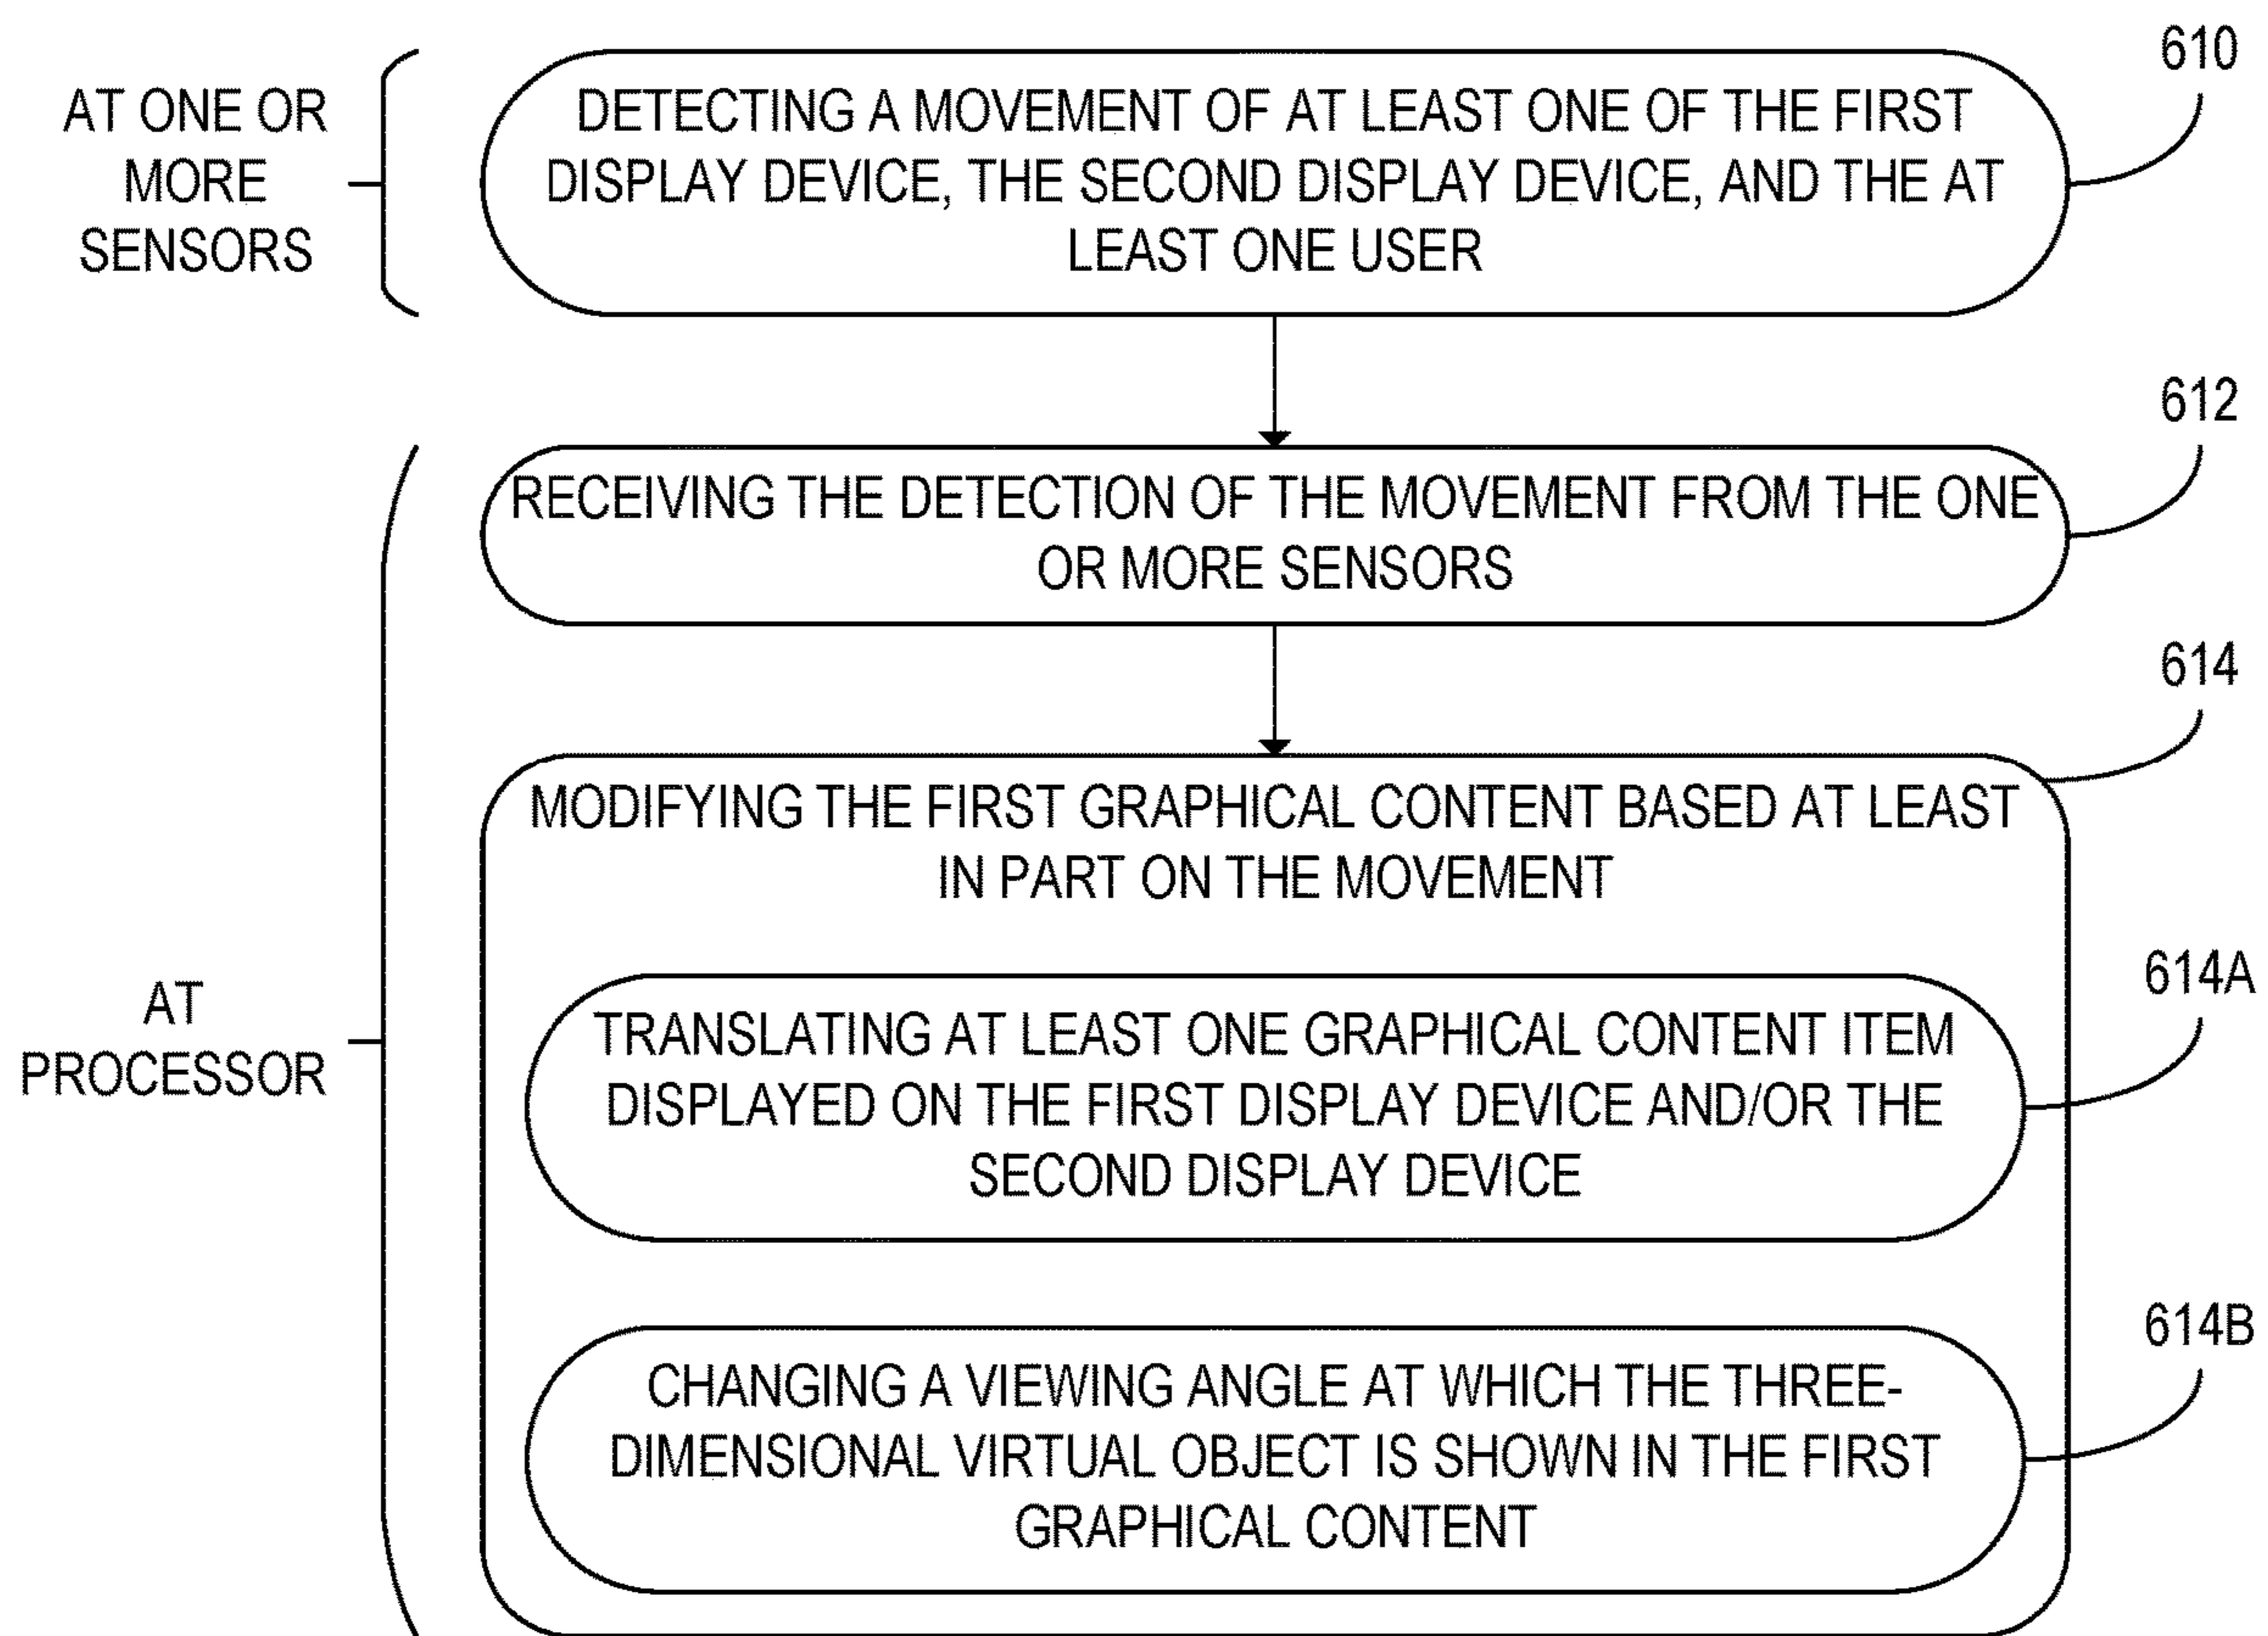 610
AT ONE OR
MORE
SENSORS
DETECTING A MOVEMENT OF AT LEAST ONE OF THE FIRST
DISPLAY DEVICE, THE SECOND DISPLAY DEVICE, AND THE AT
LEAST ONE USER
612
RECEIVING THE DETECTION OF THE MOVEMENT FROM THE ONE
OR MORE SENSORS
614
AT
PROCESSOR
MODIFYING THE FIRST GRAPHICAL CONTENT BASED AT LEAST
IN PART ON THE MOVEMENT
614A
TRANSLATING AT LEAST ONE GRAPHICAL CONTENT ITEM
DISPLAYED ON THE FIRST DISPLAY DEVICE AND/OR THE
SECOND DISPLAY DEVICE
614B
CHANGING A VIEWING ANGLE AT WHICH THE THREE-
DIMENSIONAL VIRTUAL OBJECT IS SHOWN IN THE FIRST
GRAPHICAL CONTENT